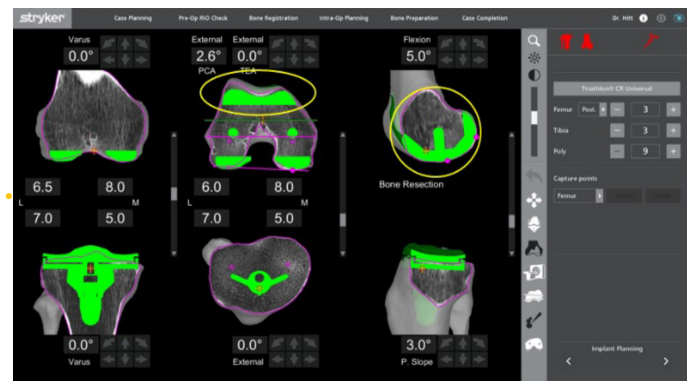 stryker
Case Planning
Pre-Op RIO Check
Bone Registration
Intra-Op Planning
Bone Preparation
Case Completion
Dr. Hitt
Varus
0.0°
External External
2.6° 0.0°
PCA TEA
Flexion
5.0°
6.5 8.0
L M
7.0 5.0
6.0 8.0
L M
7.0 5.0
Bone Resection
0.0°
Varus
0.0°
External
3.0°
P. Slope
Triathlon® CR Universal
Femur Post. − 3 +
Tibia − 3 +
Poly − 9 +
Capture points
Femur
Implant Planning
< >